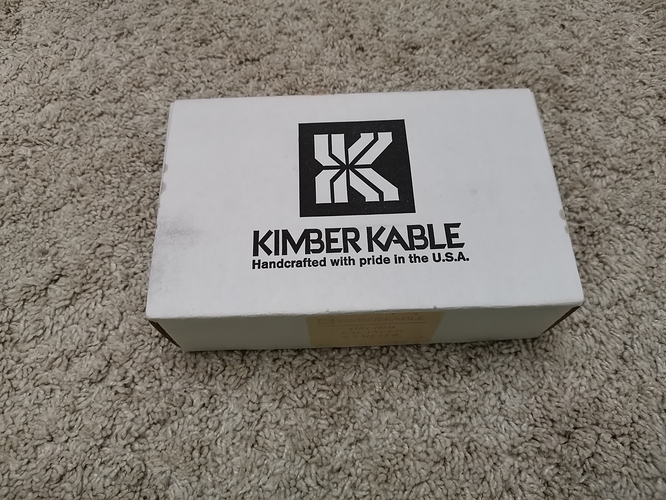 KIMBER KABLE
Handcrafted with pride in the U.S.A.